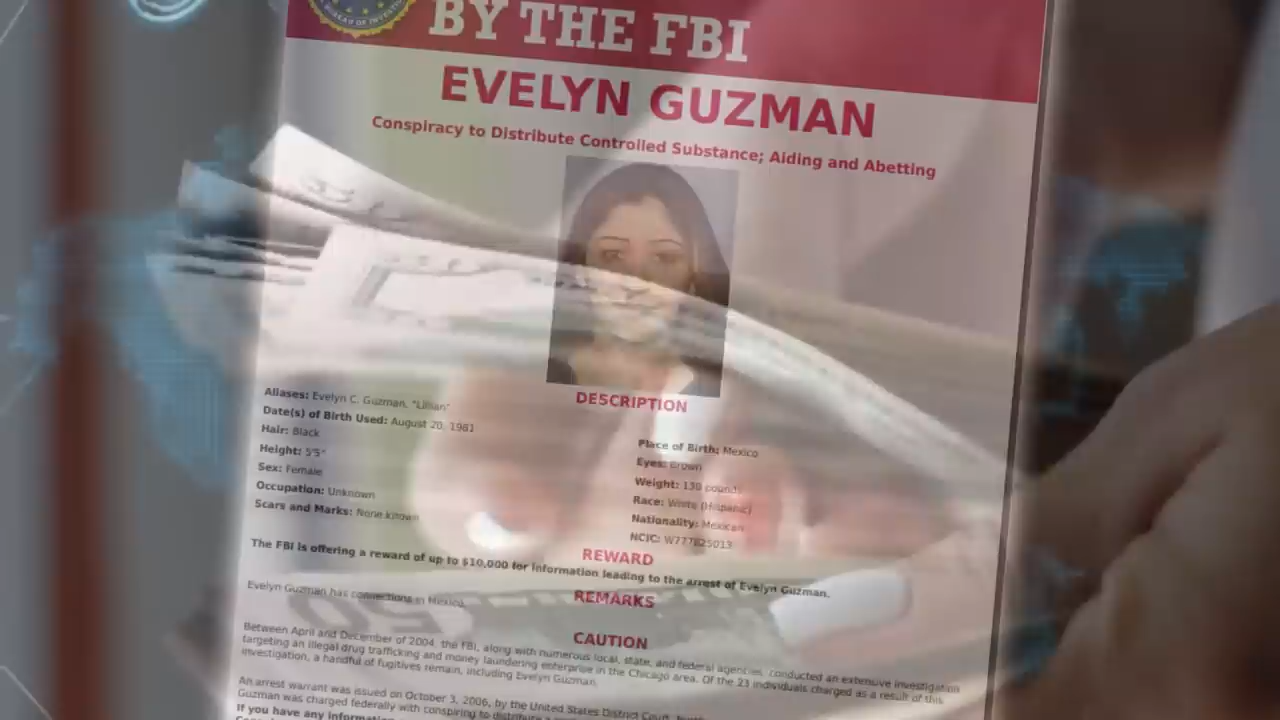 BUREAU OF INVESTI
BY THE FBI
EVELYN GUZMAN
Conspiracy to Distribute Controlled Substance; Aiding and Abetting
DESCRIPTION
Aliases: Evelyn C. Guzman, "Lillian"
Date(s) of Birth Used: August 20, 1981
Hair: Black
Height: 5'5"
Sex: Female
Occupation: Unknown
Scars and Marks: None known
Place of Birth: Mexico
Eyes: Brown
Weight: 130 pounds
Race: White (Hispanic)
Nationality: Mexican
NCIC: W777825013
REWARD
The FBI is offering a reward of up to $10,000 for information leading to the arrest of Evelyn Guzman.
REMARKS
Evelyn Guzman has connections in Mexico.
CAUTION
Between April and December of 2004, the FBI, along with numerous local, state, and federal agencies, conducted an extensive investigation
targeting an illegal drug trafficking and money laundering enterprise in the Chicago area. Of the 23 individuals charged as a result of this
investigation, a handful of fugitives remain, including Evelyn Guzman.
An arrest warrant was issued on October 3, 2006, by the United States District Court,
Guzman was charged federally with conspiring to distribute a
If you have any information
20